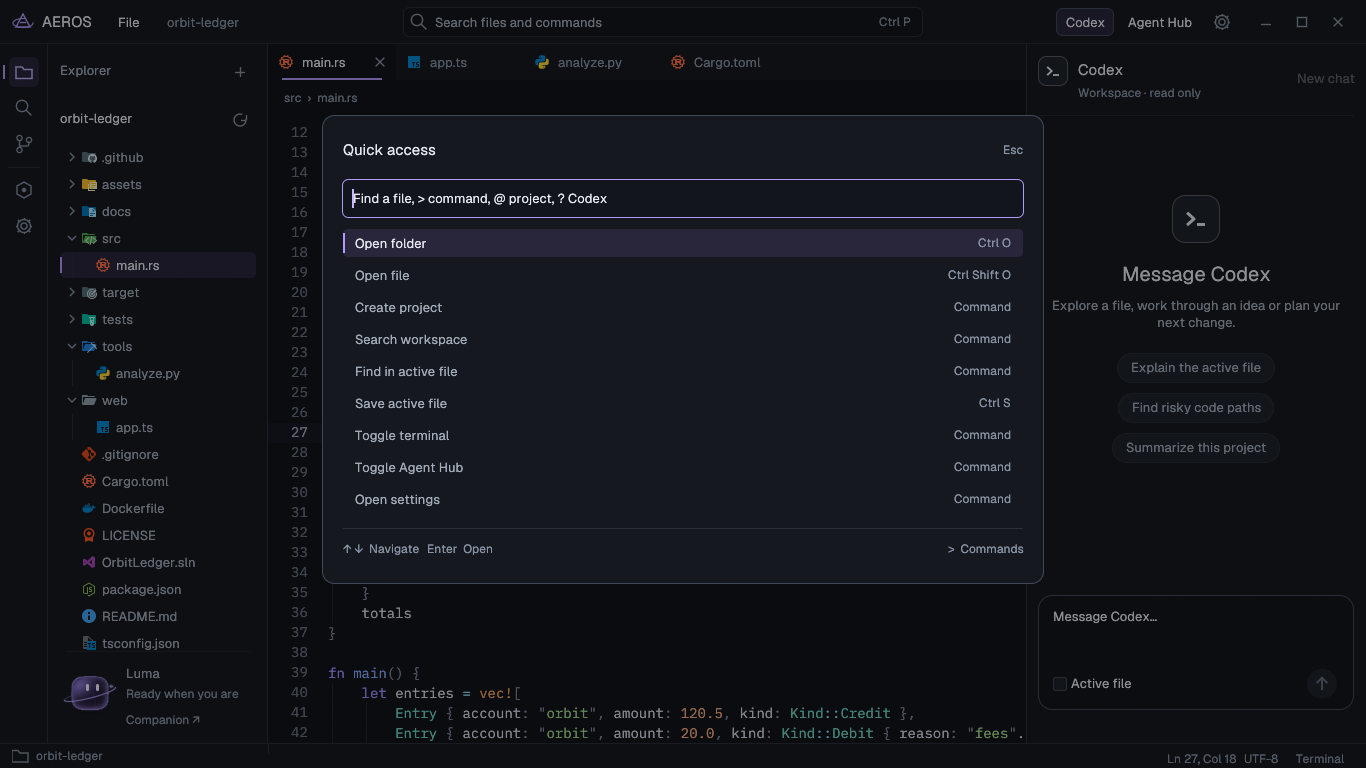 AEROS File orbit-ledger Search files and commands Ctrl P Codex Agent Hub
Explorer
orbit-ledger
.github
assets
docs
src
main.rs
target
tests
tools
analyze.py
web
app.ts
.gitignore
Cargo.toml
Dockerfile
LICENSE
OrbitLedger.sln
package.json
README.md
tsconfig.json
Luma
Ready when you are
Companion ↗
main.rs app.ts analyze.py Cargo.toml
src › main.rs
12
13
14
15
16
17
18
19
20
21
22
23
24
25
26
27
28
29
30
31
32
33
34
35 }
36 totals
37 }
38
39 fn main() {
40 let entries = vec![
41 Entry { account: "orbit", amount: 120.5, kind: Kind::Credit },
42 Entry { account: "orbit", amount: 20.0, kind: Kind::Debit { reason: "fees".
Quick access Esc
Find a file, > command, @ project, ? Codex
Open folder Ctrl O
Open file Ctrl Shift O
Create project Command
Search workspace Command
Find in active file Command
Save active file Ctrl S
Toggle terminal Command
Toggle Agent Hub Command
Open settings Command
↑↓ Navigate Enter Open > Commands
Codex
Workspace · read only
New chat
Message Codex
Explore a file, work through an idea or plan your
next change.
Explain the active file
Find risky code paths
Summarize this project
Message Codex…
Active file
orbit-ledger Ln 27, Col 18 UTF-8 Terminal